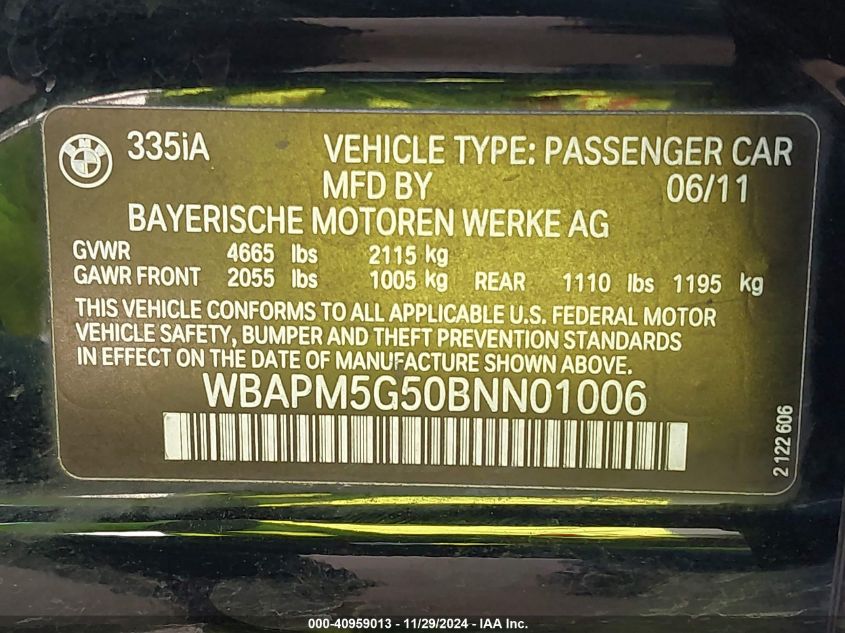 BMW
335iA VEHICLE TYPE: PASSENGER CAR
MFD BY 06/11
BAYERISCHE MOTOREN WERKE AG
GVWR 4665 lbs 2115 kg
GAWR FRONT 2055 lbs 1005 kg REAR 1110 lbs 1195 kg
THIS VEHICLE CONFORMS TO ALL APPLICABLE U.S. FEDERAL MOTOR
VEHICLE SAFETY, BUMPER AND THEFT PREVENTION STANDARDS
IN EFFECT ON THE DATE OF MANUFACTURE SHOWN ABOVE.
WBAPM5G50BNN01006
2 122 606
000-40959013 - 11/29/2024 - IAA Inc.